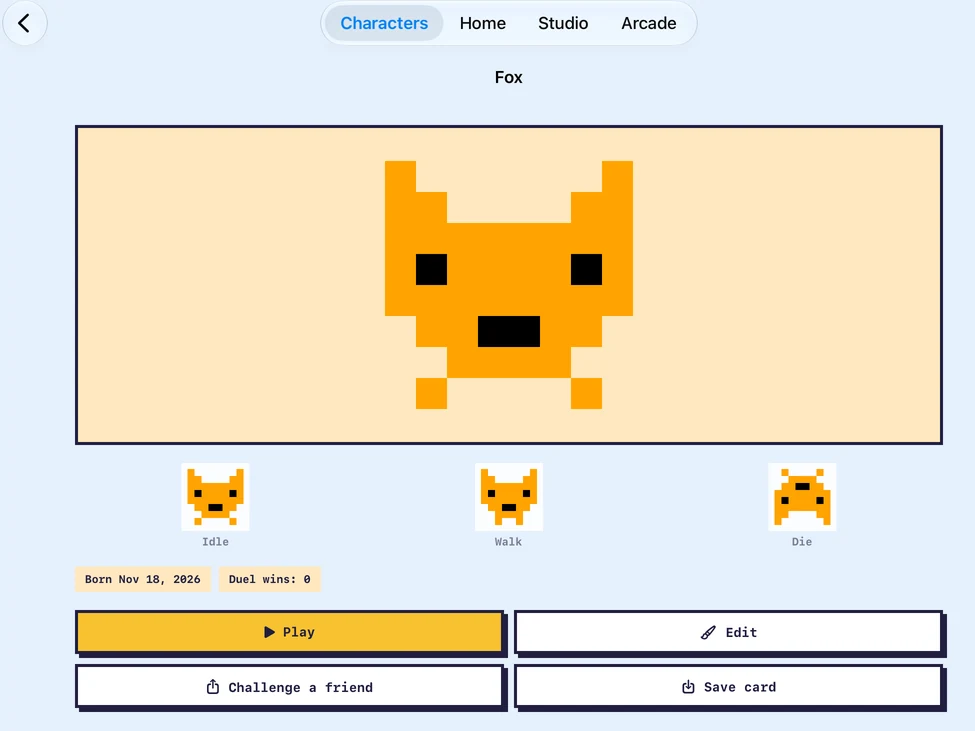 Characters Home Studio Arcade
Fox
Idle Walk Die
Born Nov 18, 2026 Duel wins: 0
Play Edit
Challenge a friend Save card